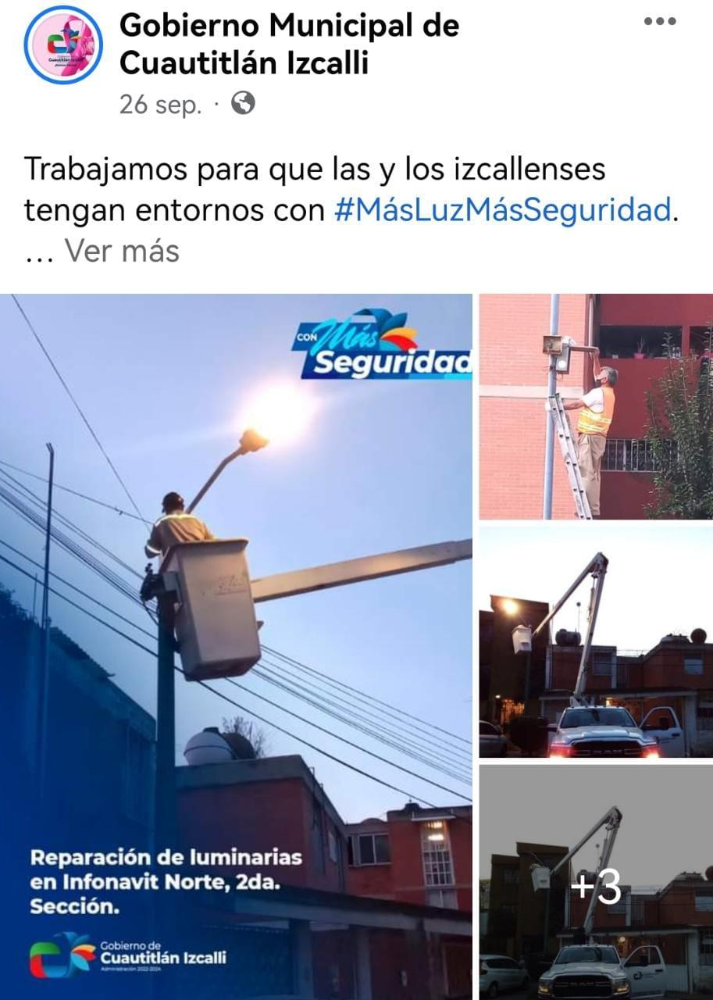 Gobierno Municipal de
Cuautitlán Izcalli
26 sep. ·
Trabajamos para que las y los izcallenses
tengan entornos con #MásLuzMásSeguridad.
... Ver más
CON Más
Seguridad
Reparación de luminarias
en Infonavit Norte, 2da.
Sección.
Gobierno de
Cuautitlán Izcalli
Administración 2022-2024
RAM
+3